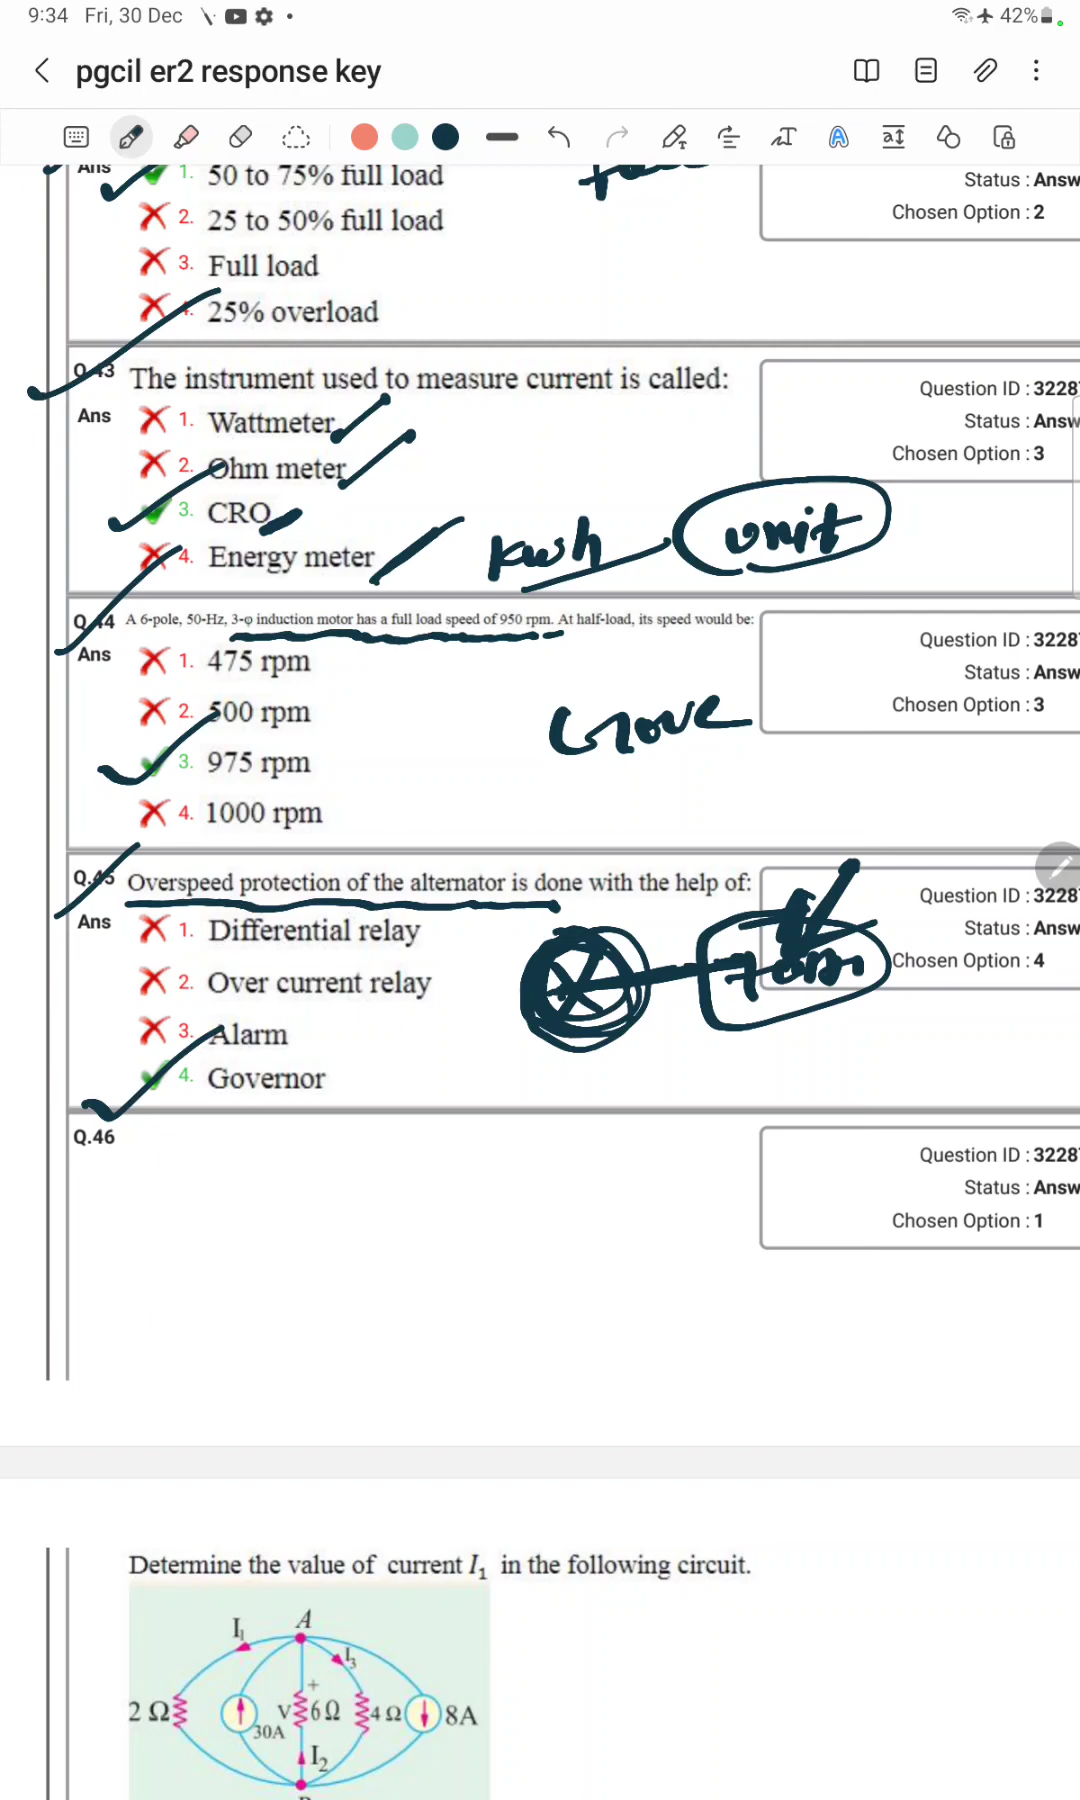 9:34 Fri, 30 Dec
42%
pgcil er2 response key
Ans
1. 50 to 75% full load
Status : Answ
2. 25 to 50% full load
Chosen Option : 2
3. Full load
25% overload
Q.43 The instrument used to measure current is called:
Question ID : 3228
Ans
1. Wattmeter
Status : Answ
2. Ohm meter
Chosen Option : 3
3. CRO
4. Energy meter
kwh
unit
Q.44 A 6-pole, 50-Hz, 3-φ induction motor has a full load speed of 950 rpm. At half-load, its speed would be:
Question ID : 3228
Ans
1. 475 rpm
Status : Answ
2. 500 rpm
Chosen Option : 3
3. 975 rpm
4. 1000 rpm
Q.45 Overspeed protection of the alternator is done with the help of:
Question ID : 3228
Ans
1. Differential relay
Status : Answ
2. Over current relay
Chosen Option : 4
3. Alarm
4. Governor
Q.46
Question ID : 3228
Status : Answ
Chosen Option : 1
Determine the value of current I₁ in the following circuit.
I₁ A
I₃
+
2 Ω V 6Ω 4Ω 8A
30A
I₂